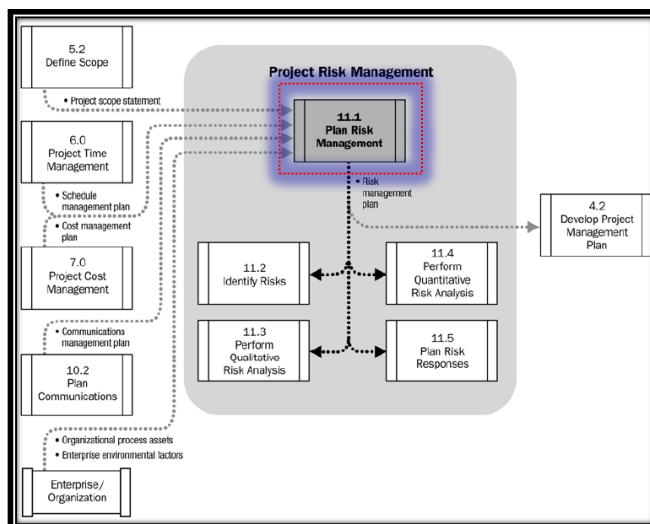 5.2
Define Scope
• Project scope statement
6.0
Project Time
Management
• Schedule
management plan
• Cost management
plan
7.0
Project Cost
Management
• Communications
management plan
10.2
Plan
Communications
• Organizational process assets
• Enterprise environmental factors
Enterprise/
Organization
Project Risk Management
11.1
Plan Risk
Management
• Risk
management
plan
11.2
Identify Risks
11.4
Perform
Quantitative
Risk Analysis
11.3
Perform
Qualitative
Risk Analysis
11.5
Plan Risk
Responses
4.2
Develop Project
Management
Plan